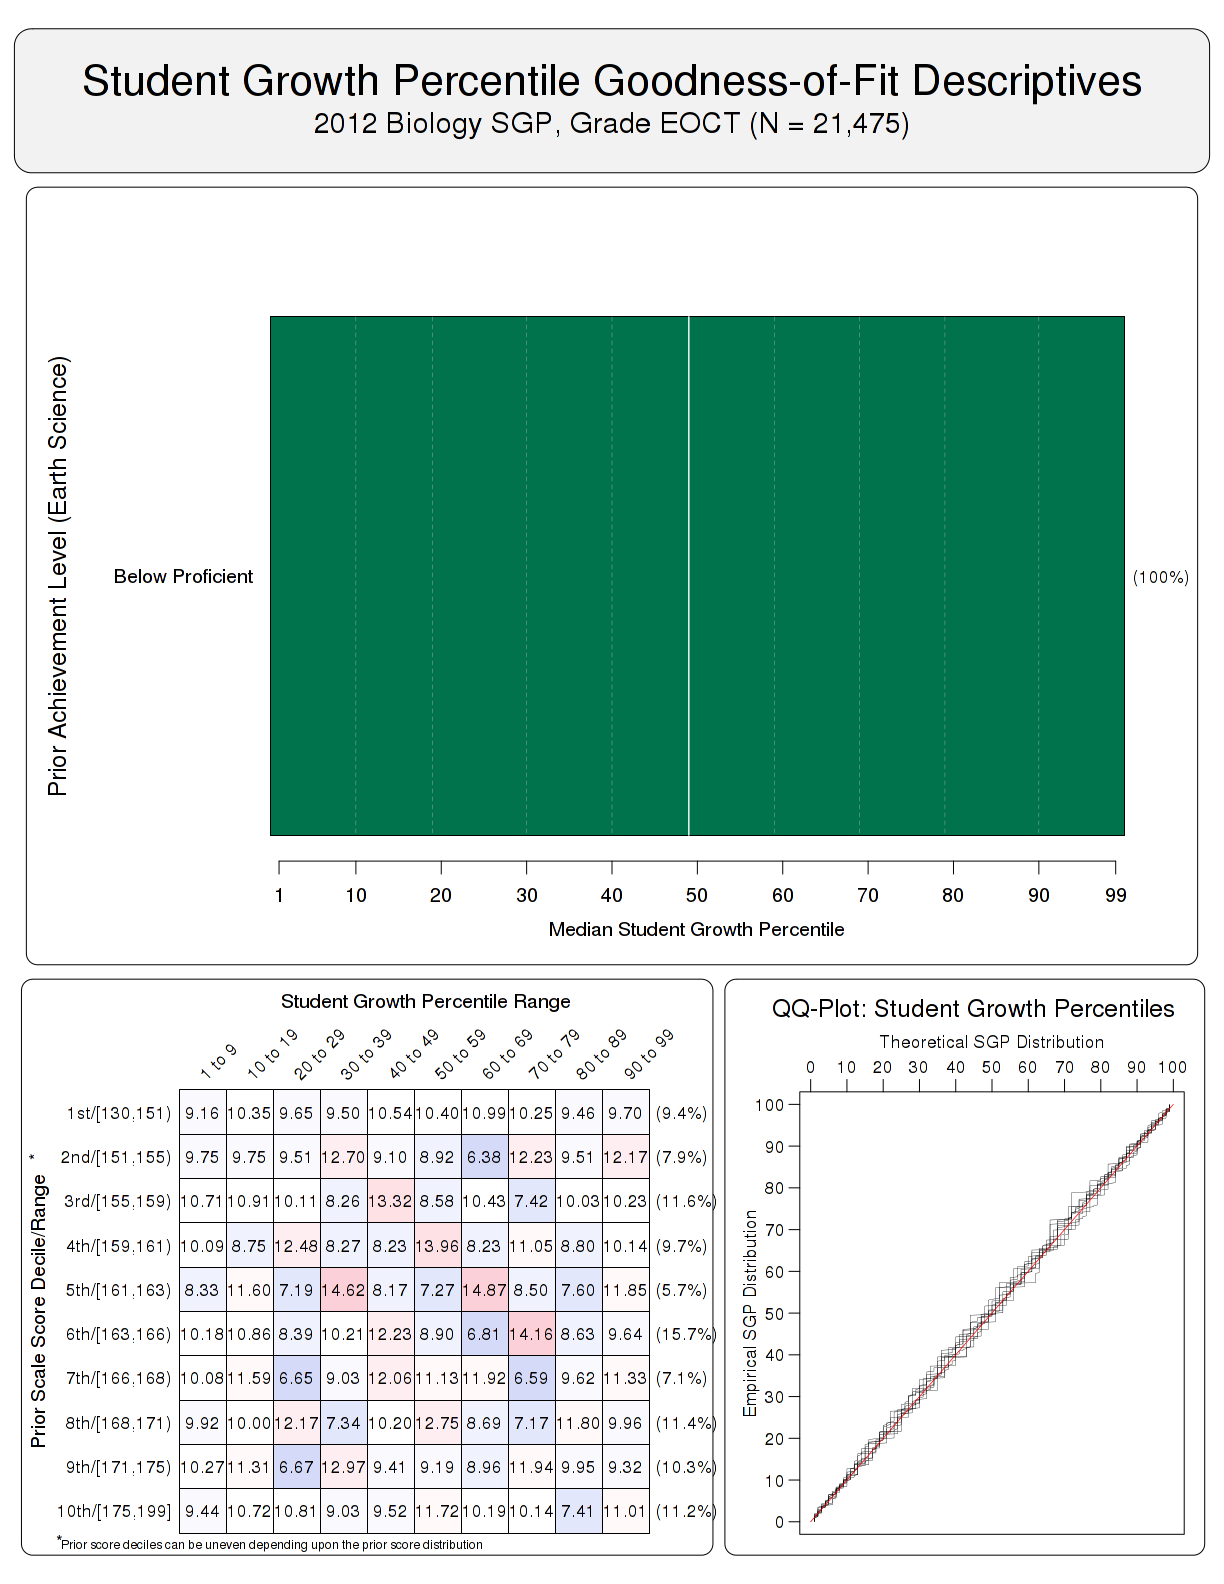 Student Growth Percentile Goodness-of-Fit Descriptives
2012 Biology SGP, Grade EOCT (N = 21,475)
Prior Achievement Level (Earth Science)
Below Proficient
(100%)
1 10 20 30 40 50 60 70 80 90 99
Median Student Growth Percentile
Student Growth Percentile Range
1 to 9 10 to 19 20 to 29 30 to 39 40 to 49 50 to 59 60 to 69 70 to 79 80 to 89 90 to 99
Prior Scale Score Decile/Range *
1st/[130,151) 9.16 10.35 9.65 9.50 10.54 10.40 10.99 10.25 9.46 9.70 (9.4%)
2nd/[151,155) 9.75 9.75 9.51 12.70 9.10 8.92 6.38 12.23 9.51 12.17 (7.9%)
3rd/[155,159) 10.71 10.91 10.11 8.26 13.32 8.58 10.43 7.42 10.03 10.23 (11.6%)
4th/[159,161) 10.09 8.75 12.48 8.27 8.23 13.96 8.23 11.05 8.80 10.14 (9.7%)
5th/[161,163) 8.33 11.60 7.19 14.62 8.17 7.27 14.87 8.50 7.60 11.85 (5.7%)
6th/[163,166) 10.18 10.86 8.39 10.21 12.23 8.90 6.81 14.16 8.63 9.64 (15.7%)
7th/[166,168) 10.08 11.59 6.65 9.03 12.06 11.13 11.92 6.59 9.62 11.33 (7.1%)
8th/[168,171) 9.92 10.00 12.17 7.34 10.20 12.75 8.69 7.17 11.80 9.96 (11.4%)
9th/[171,175) 10.27 11.31 6.67 12.97 9.41 9.19 8.96 11.94 9.95 9.32 (10.3%)
10th/[175,199] 9.44 10.72 10.81 9.03 9.52 11.72 10.19 10.14 7.41 11.01 (11.2%)
*Prior score deciles can be uneven depending upon the prior score distribution
QQ-Plot: Student Growth Percentiles
Theoretical SGP Distribution
0 10 20 30 40 50 60 70 80 90 100
Empirical SGP Distribution
100
90
80
70
60
50
40
30
20
10
0